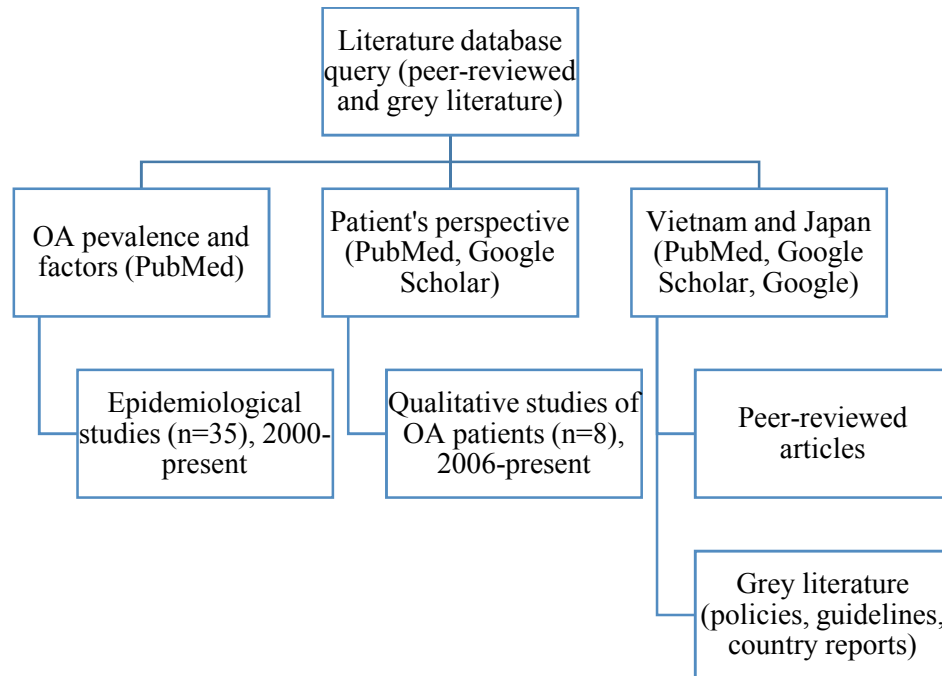 Literature database
query (peer-reviewed
and grey literature)
OA pevalence and
factors (PubMed)
Patient's perspective
(PubMed, Google
Scholar)
Vietnam and Japan
(PubMed, Google
Scholar, Google)
Epidemiological
studies (n=35), 2000-
present
Qualitative studies of
OA patients (n=8),
2006-present
Peer-reviewed
articles
Grey literature
(policies, guidelines,
country reports)